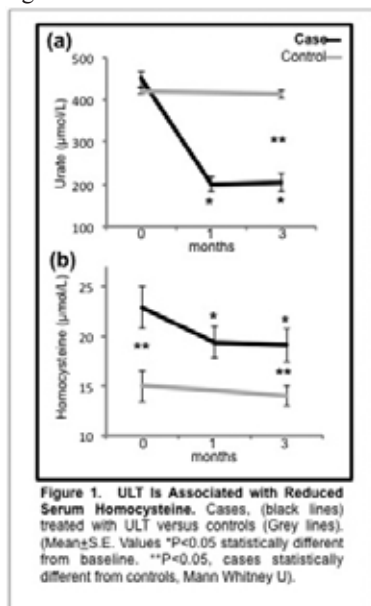 (a)
Case
Control
Urate (µmol/L)
500
400
300
200
100
**
*
*
0
1
3
months
(b)
Homocysteine (µmol/L)
25
20
15
10
*
*
**
**
0
1
3
months
Figure 1. ULT Is Associated with Reduced
Serum Homocysteine. Cases, (black lines)
treated with ULT versus controls (Grey lines).
(Mean±S.E. Values *P<0.05 statistically different
from baseline. **P<0.05, cases statistically
different from controls, Mann Whitney U).